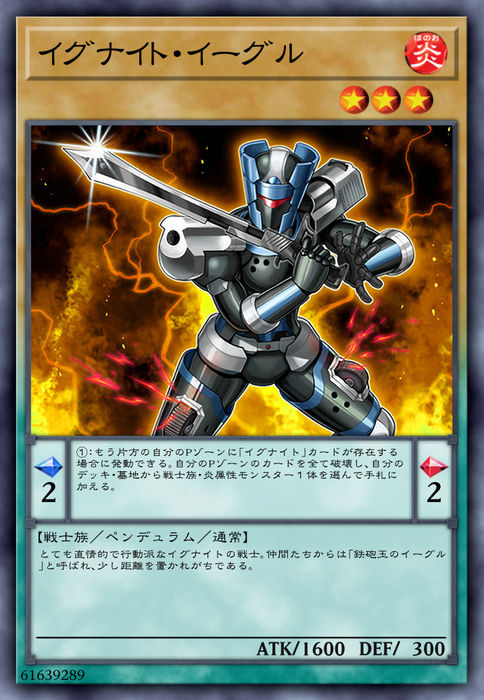 イグナイト・イーグル
ほのお
炎
①:もう片方の自分のPゾーンに「イグナイト」カードが存在する
場合に発動できる。自分のPゾーンのカードを全て破壊し、自分の
デッキ・墓地から戦士族・炎属性モンスター1体を選んで手札に
加える。
2
2
【戦士族/ペンデュラム/通常】
とても直情的で行動派なイグナイトの戦士。仲間たちからは「鉄砲玉のイーグル
」と呼ばれ、少し距離を置かれがちである。
ATK/1600 DEF/ 300
61639289